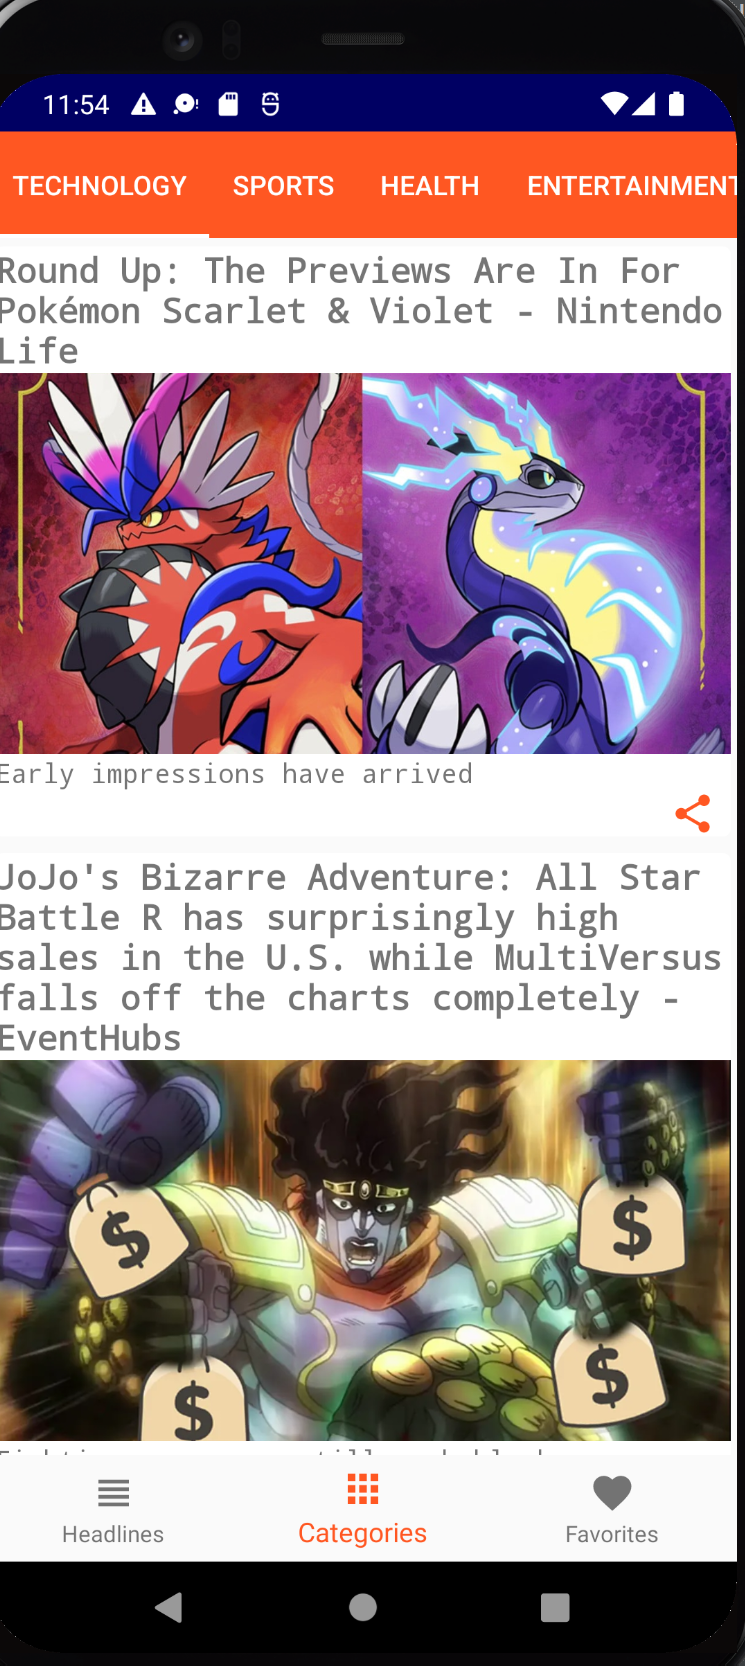 11:54
TECHNOLOGY SPORTS HEALTH ENTERTAINMENT
Round Up: The Previews Are In For
Pokémon Scarlet & Violet - Nintendo
Life
Early impressions have arrived
JoJo's Bizarre Adventure: All Star
Battle R has surprisingly high
sales in the U.S. while MultiVersus
falls off the charts completely -
EventHubs
$ $
$ $
Headlines Categories Favorites